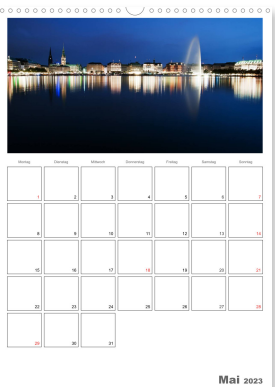 Montag Dienstag Mittwoch Donnerstag Freitag Samstag Sonntag
1 2 3 4 5 6 7
8 9 10 11 12 13 14
15 16 17 18 19 20 21
22 23 24 25 26 27 28
29 30 31
Mai 2023